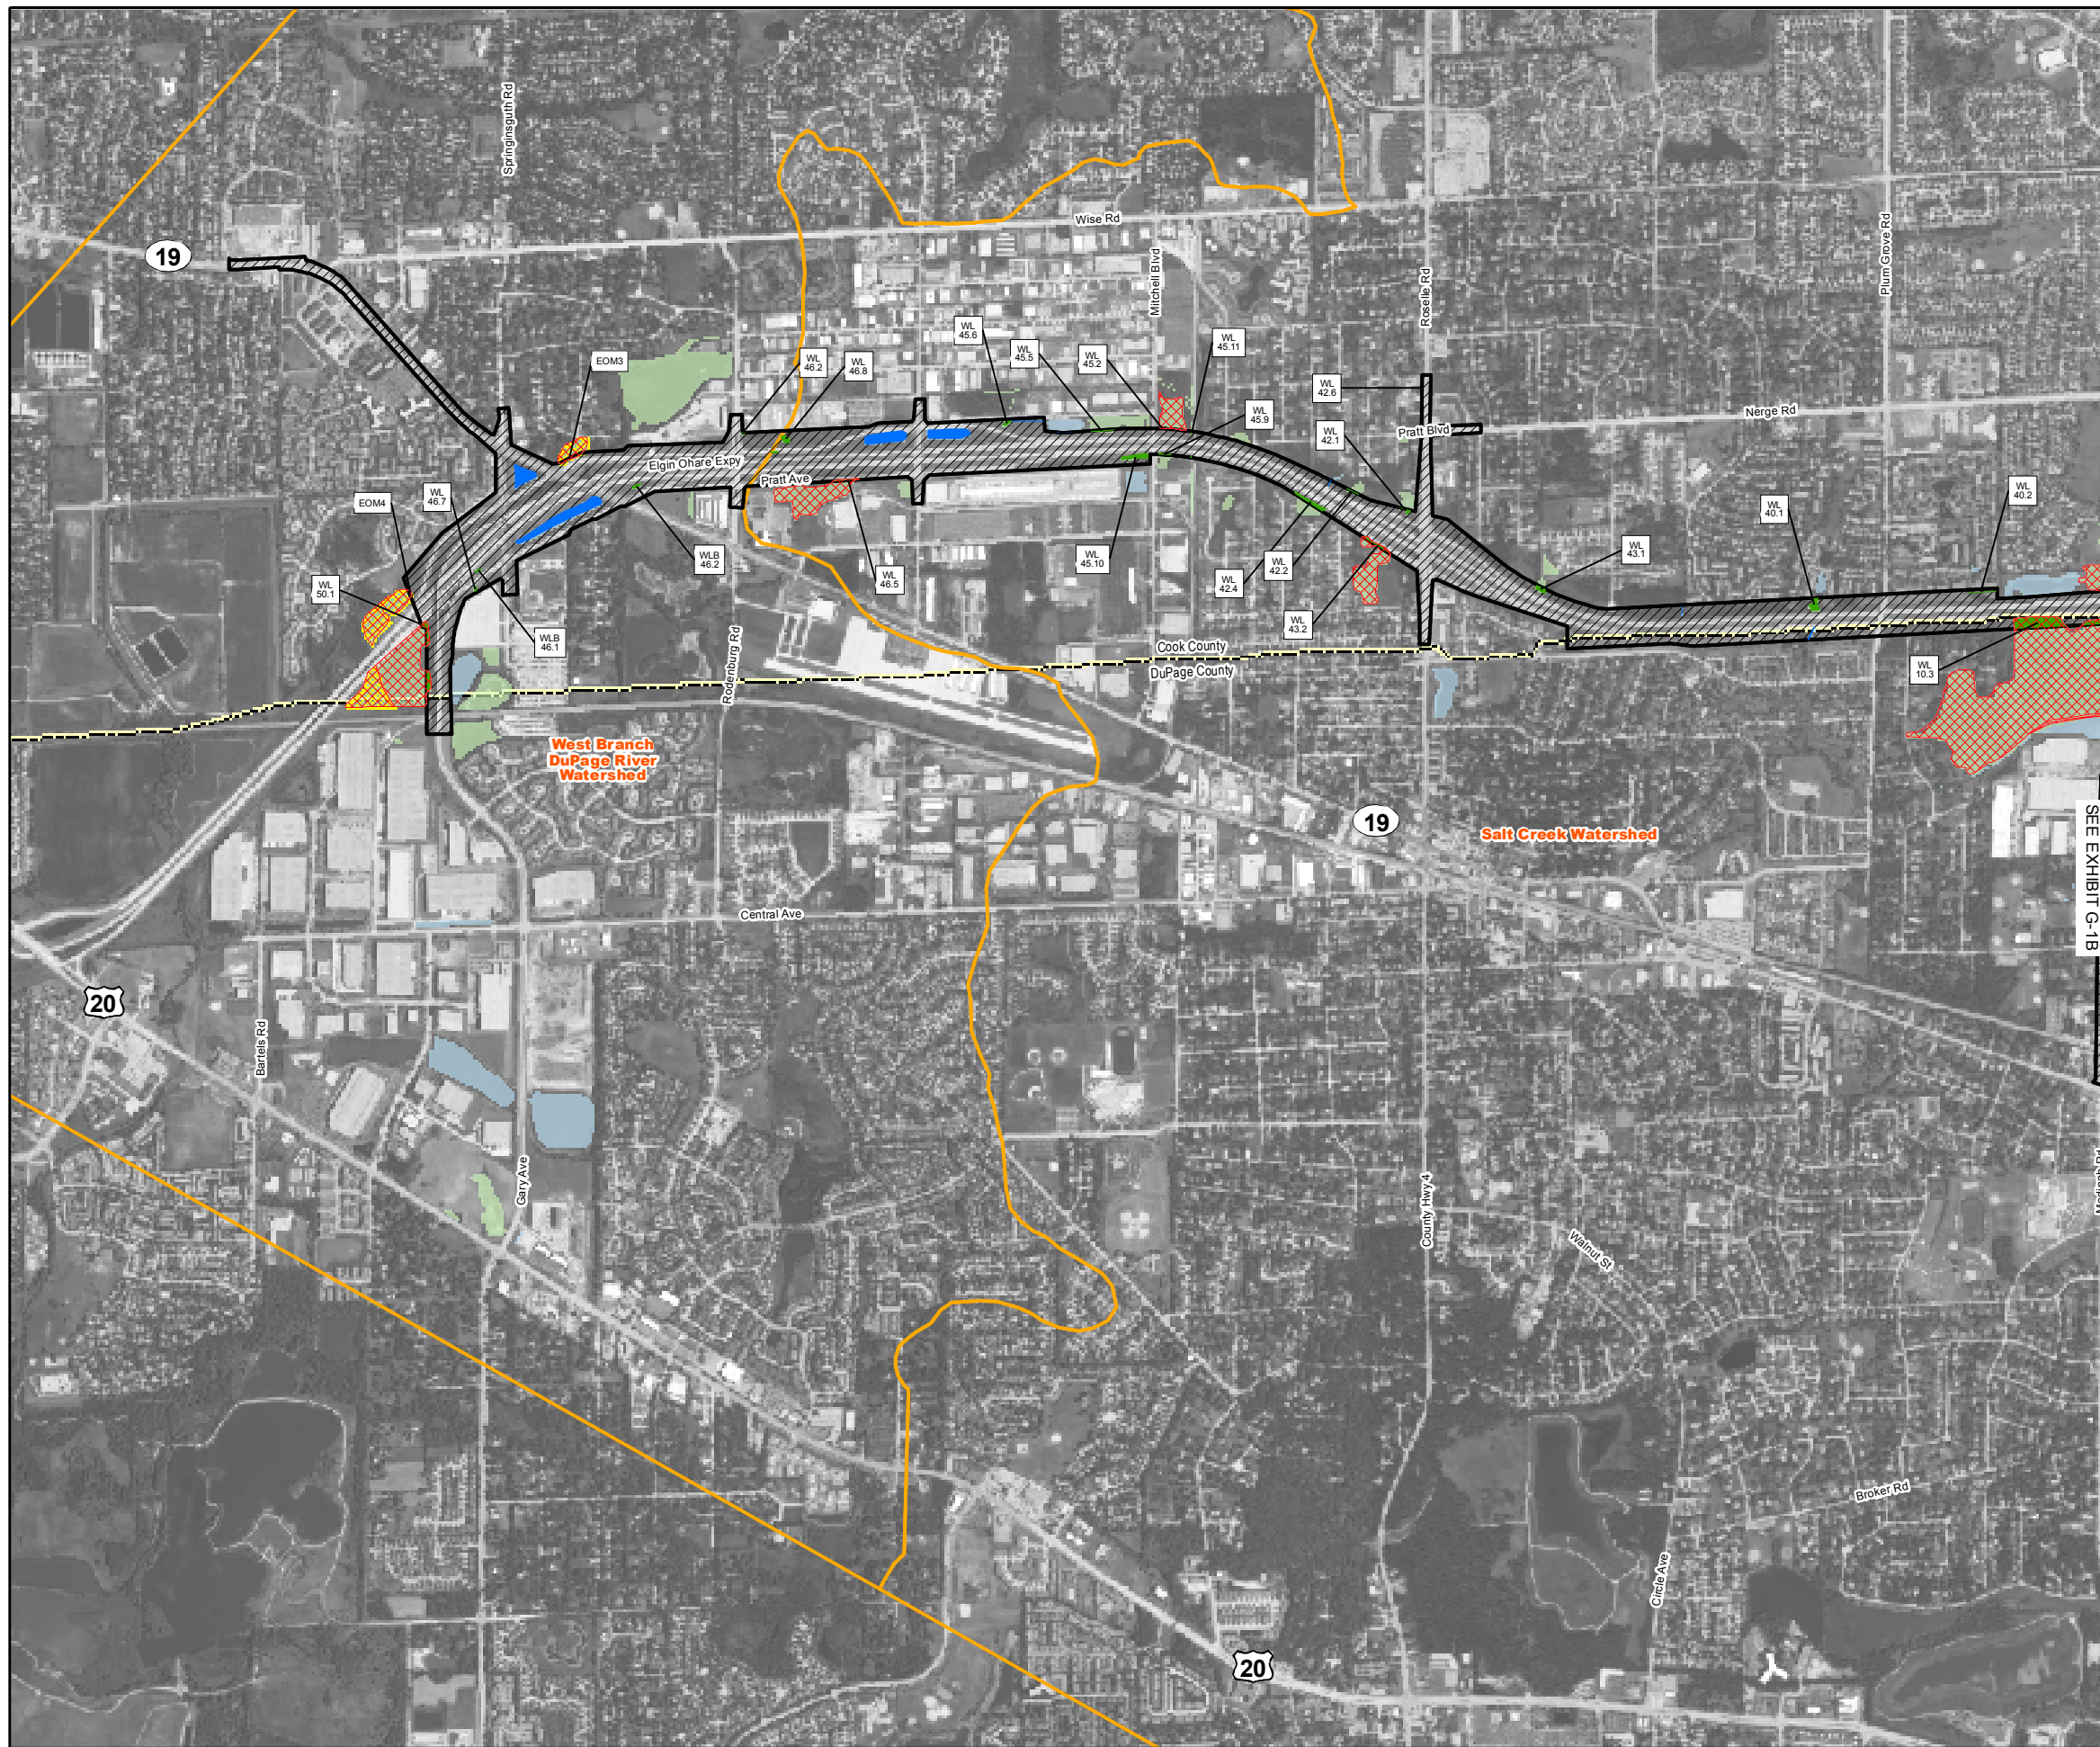 Springinsguth Rd
19
Wise Rd
Mitchell Blvd
Roselle Rd
Plum Grove Rd
EOM3
WL
46.2
WL
46.8
WL
45.6
WL
45.5
WL
45.2
WL
45.11
WL
42.6
WL
45.9
WL
42.1
Nerge Rd
Pratt Blvd
Elgin Ohare Expy
Pratt Ave
EOM4
WL
46.7
WL
50.1
WLB
46.1
WLB
46.2
WL
46.5
WL
45.10
WL
42.4
WL
42.2
WL
43.2
WL
43.1
WL
40.1
WL
40.2
WL
10.3
Rodenburg Rd
Cook County
DuPage County
West Branch
DuPage River
Watershed
19
Salt Creek Watershed
SEE EXHIBIT G-1B
Central Ave
20
Bartels Rd
Gary Ave
County Hwy 4
Walnut St
Broker Rd
Circle Ave
20